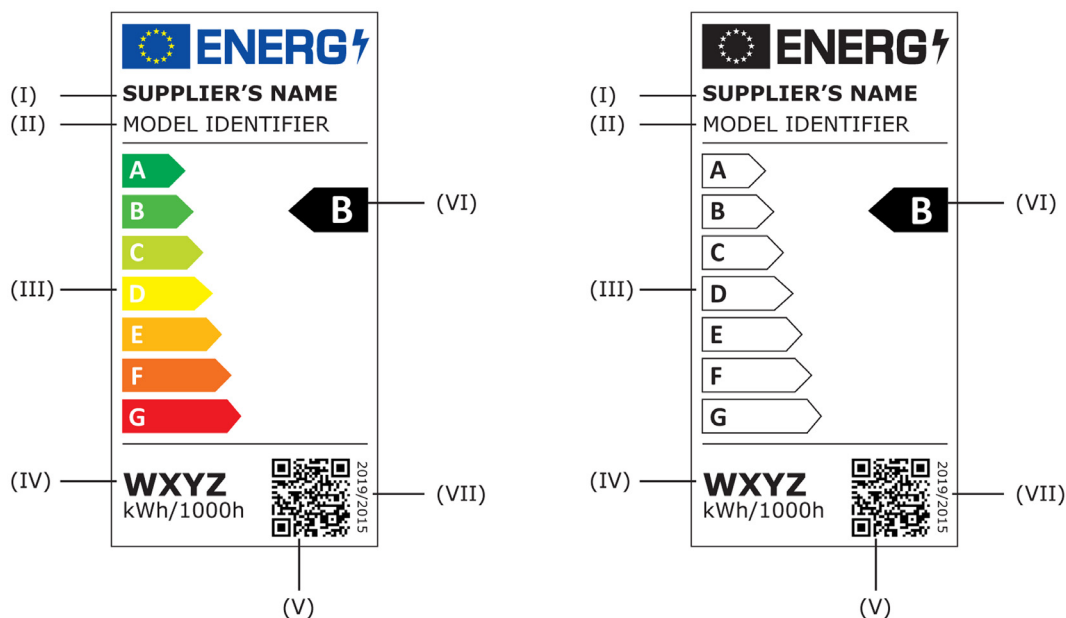 ENERG
(I) SUPPLIER'S NAME
(II) MODEL IDENTIFIER
A
B
B (VI)
C
(III) D
E
F
G
(IV) WXYZ
kWh/1000h
2019/2015 (VII)
(V)
ENERG
(I) SUPPLIER'S NAME
(II) MODEL IDENTIFIER
A
B
B (VI)
C
(III) D
E
F
G
(IV) WXYZ
kWh/1000h
2019/2015 (VII)
(V)